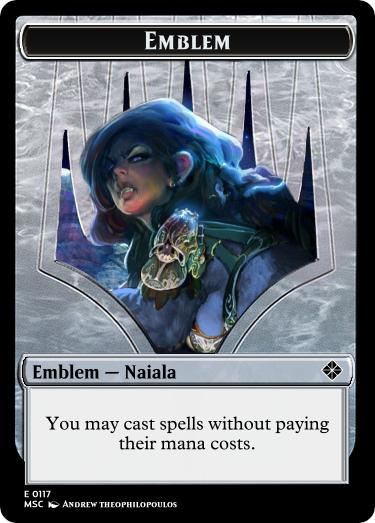 EMBLEM
Emblem — Naiala
You may cast spells without paying
their mana costs.
E 0117
MSC ANDREW THEOPHILOPOULOS